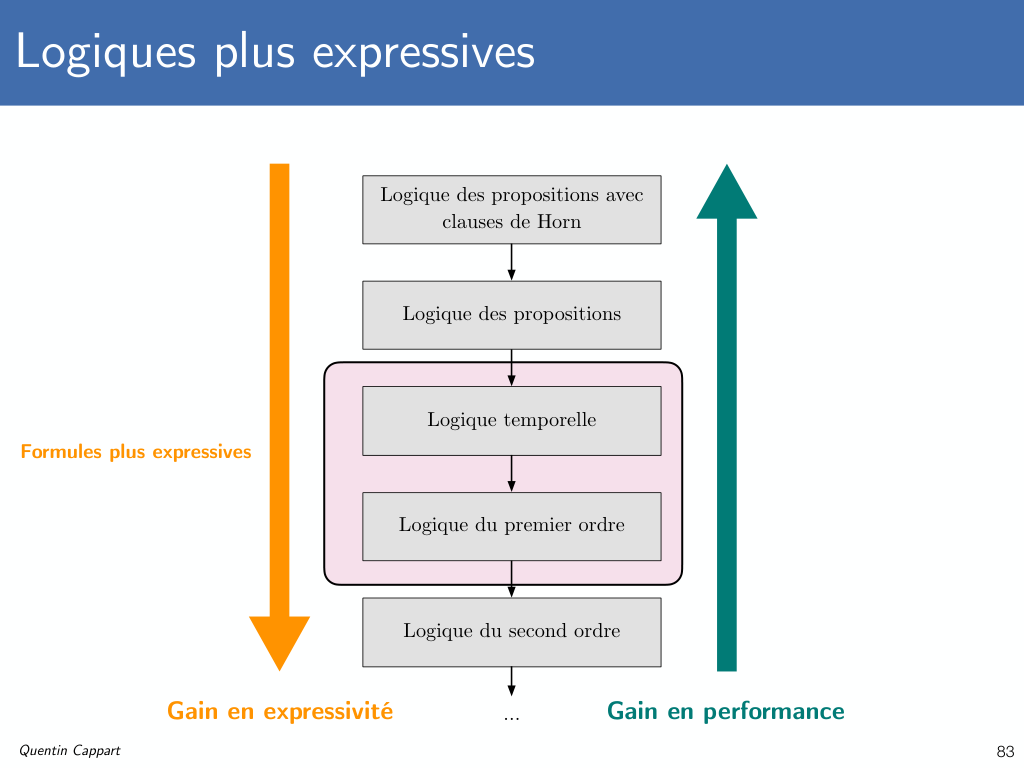 Logiques plus expressives
Logique des propositions avec
clauses de Horn
Logique des propositions
Logique temporelle
Formules plus expressives
Logique du premier ordre
Logique du second ordre
Gain en expressivité
...
Gain en performance
Quentin Cappart
83